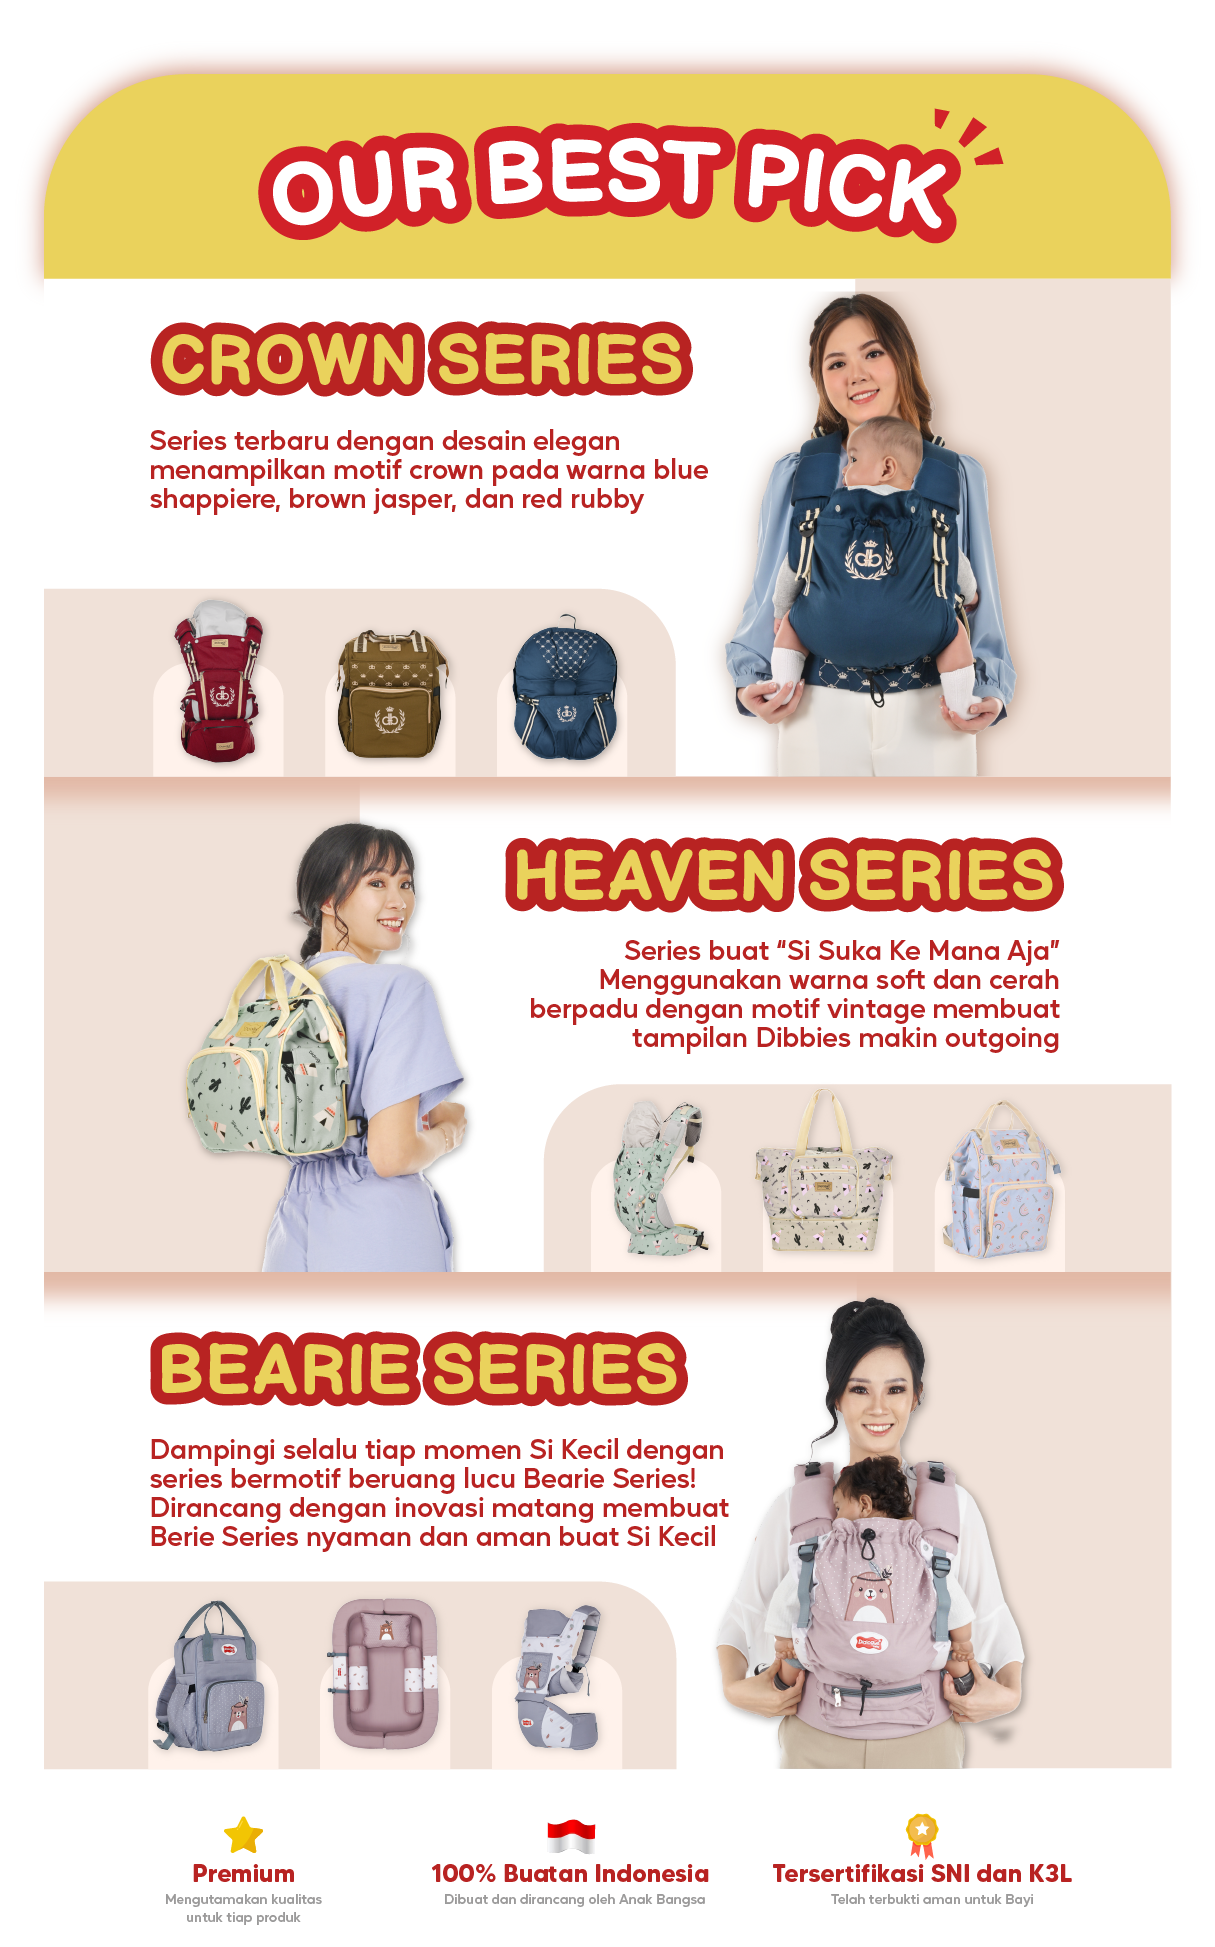 OUR BEST PICK
CROWN SERIES
Series terbaru dengan desain elegan
menampilkan motif crown pada warna blue
shappiere, brown jasper, dan red rubby
db
HEAVEN SERIES
Series buat “Si Suka Ke Mana Aja”
Menggunakan warna soft dan cerah
berpadu dengan motif vintage membuat
tampilan Dibbies makin outgoing
BEARIE SERIES
Dampingi selalu tiap momen Si Kecil dengan
series bermotif beruang lucu Bearie Series!
Dirancang dengan inovasi matang membuat
Berie Series nyaman dan aman buat Si Kecil
Premium
Mengutamakan kualitas
untuk tiap produk
100% Buatan Indonesia
Dibuat dan dirancang oleh Anak Bangsa
Tersertifikasi SNI dan K3L
Telah terbukti aman untuk Bayi